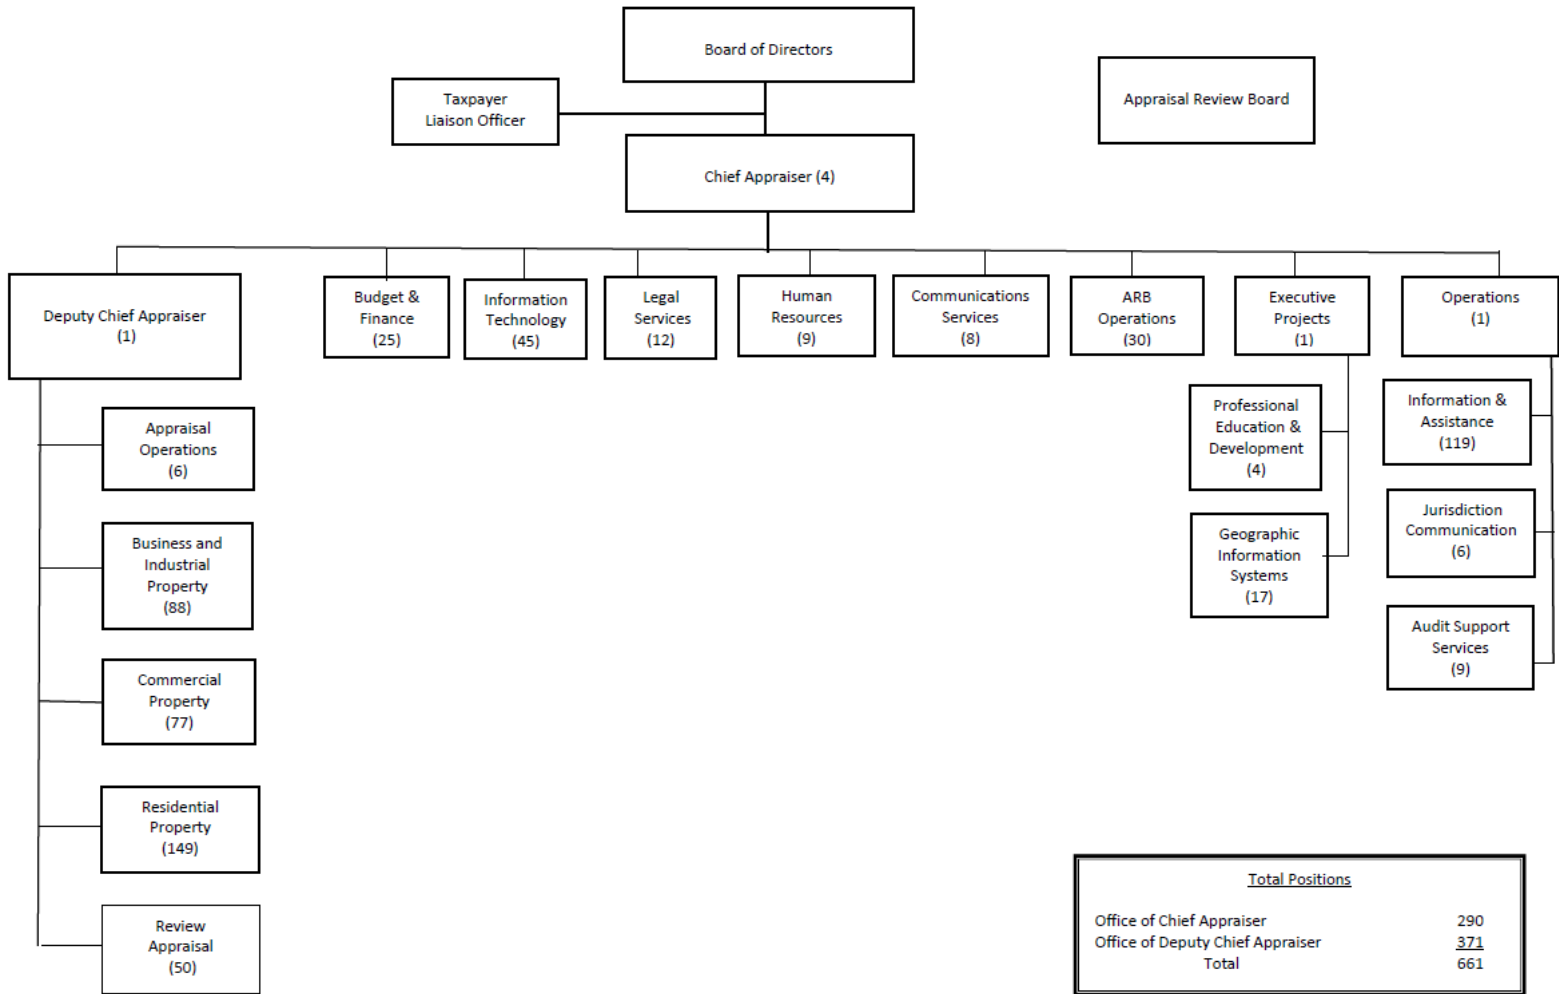 Board of Directors
Taxpayer
Liaison Officer
Appraisal Review Board
Chief Appraiser (4)
Deputy Chief Appraiser
(1)
Budget &
Finance
(25)
Information
Technology
(45)
Legal
Services
(12)
Human
Resources
(9)
Communications
Services
(8)
ARB
Operations
(30)
Executive
Projects
(1)
Operations
(1)
Appraisal
Operations
(6)
Business and
Industrial
Property
(88)
Commercial
Property
(77)
Residential
Property
(149)
Review
Appraisal
(50)
Professional
Education &
Development
(4)
Geographic
Information
Systems
(17)
Information &
Assistance
(119)
Jurisdiction
Communication
(6)
Audit Support
Services
(9)
Total Positions
Office of Chief Appraiser 290
Office of Deputy Chief Appraiser 371
Total 661